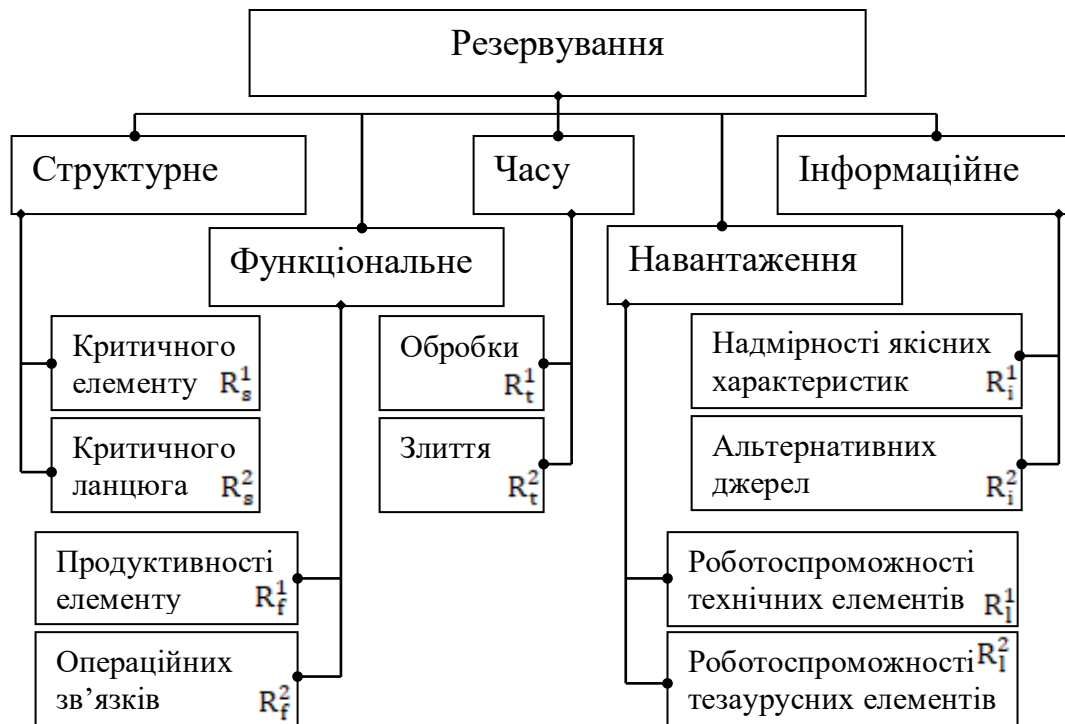 Резервування
Структурне
Часу
Інформаційне
Функціональне
Навантаження
Критичного
елементу R_s^1
Критичного
ланцюга R_s^2
Обробки
R_t^1
Злиття
R_t^2
Надмірності якісних
характеристик R_i^1
Альтернативних
джерел R_i^2
Продуктивності
елементу R_f^1
Операційних
зв’язків R_f^2
Роботоспроможності
технічних елементів R_l^1
Роботоспроможності R_l^2
тезаурусних елементів